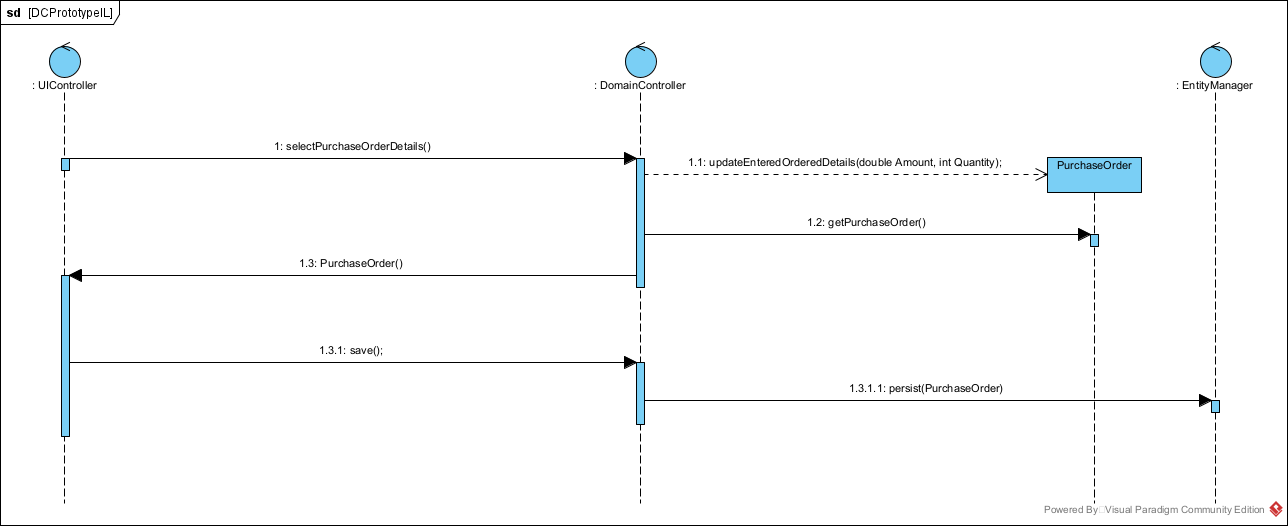 sd [DCPrototypeIL]
: UIController
: DomainController
: EntityManager
1: selectPurchaseOrderDetails()
1.1: updateEnteredOrderedDetails(double Amount, int Quantity);
PurchaseOrder
1.2: getPurchaseOrder()
1.3: PurchaseOrder()
1.3.1: save();
1.3.1.1: persist(PurchaseOrder)
Powered By Visual Paradigm Community Edition